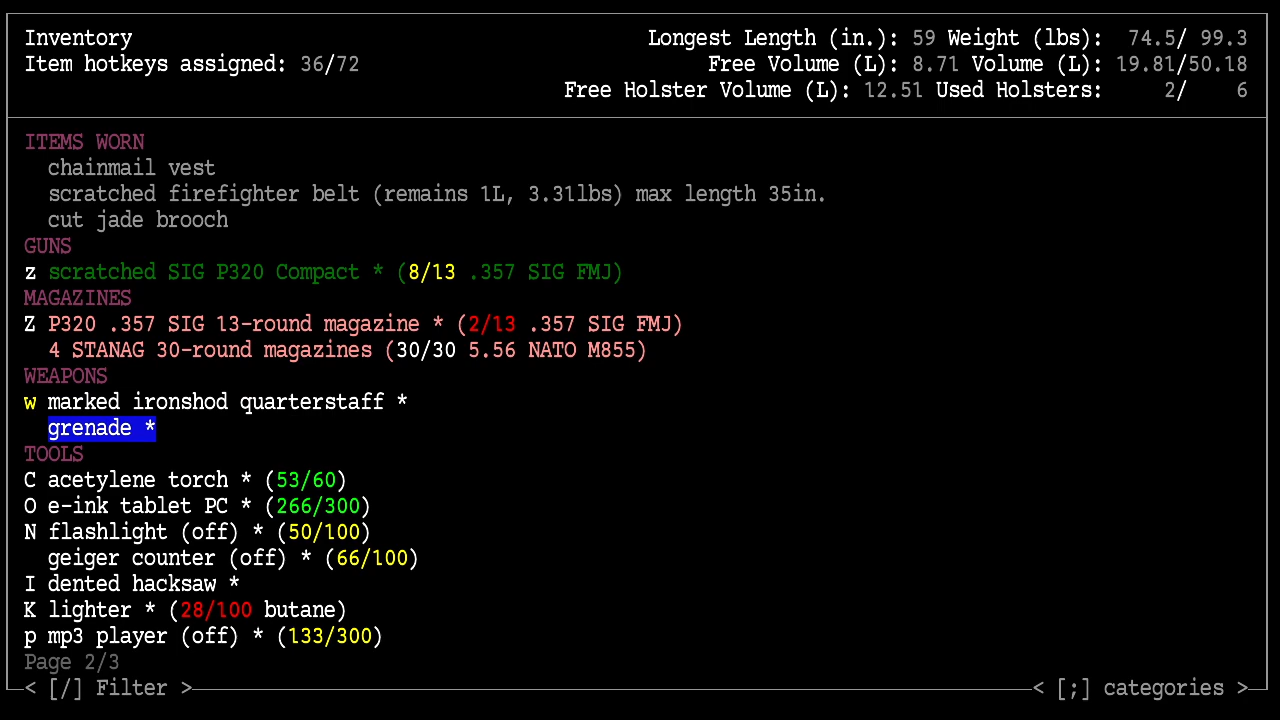 Inventory Longest Length (in.): 59 Weight (lbs): 74.5/ 99.3
Item hotkeys assigned: 36/72 Free Volume (L): 8.71 Volume (L): 19.81/50.18
Free Holster Volume (L): 12.51 Used Holsters: 2/ 6
ITEMS WORN
chainmail vest
scratched firefighter belt (remains 1L, 3.31lbs) max length 35in.
cut jade brooch
GUNS
z scratched SIG P320 Compact * (8/13 .357 SIG FMJ)
MAGAZINES
Z P320 .357 SIG 13-round magazine * (2/13 .357 SIG FMJ)
4 STANAG 30-round magazines (30/30 5.56 NATO M855)
WEAPONS
w marked ironshod quarterstaff *
grenade *
TOOLS
C acetylene torch * (53/60)
O e-ink tablet PC * (266/300)
N flashlight (off) * (50/100)
geiger counter (off) * (66/100)
I dented hacksaw *
K lighter * (28/100 butane)
p mp3 player (off) * (133/300)
Page 2/3
< [/] Filter > < [;] categories >